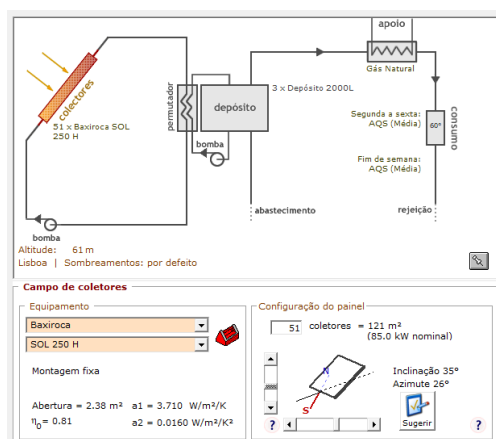 apoio
Gás Natural
colectores
51 x Baxiroca SOL
250 H
permutador
depósito
3 x Depósito 2000L
bomba
Segunda a sexta:
AQS (Média)
60°
consumo
Fim de semana:
AQS (Média)
abastecimento
rejeição
bomba
Altitude: 61 m
Lisboa | Sombreamentos: por defeito
Campo de coletores
Equipamento
Baxiroca
SOL 250 H
Montagem fixa
Abertura = 2.38 m² a1 = 3.710 W/m²/K
η0= 0.81 a2 = 0.0160 W/m²/K²
Configuração do painel
51 coletores = 121 m²
(85.0 kW nominal)
N
S
Inclinação 35°
Azimute 26°
Sugerir
?
?